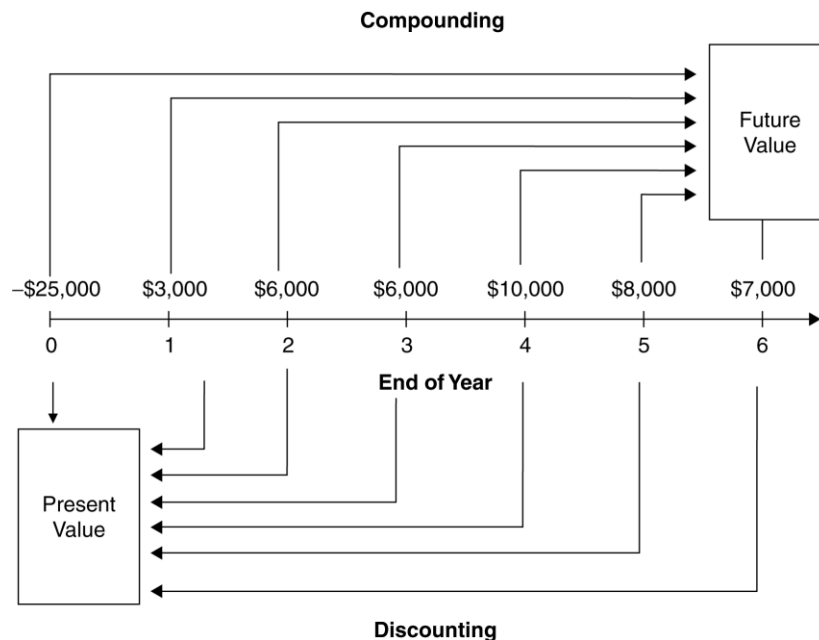 Compounding
Future
Value
–$25,000 $3,000 $6,000 $6,000 $10,000 $8,000 $7,000
0 1 2 3 4 5 6
End of Year
Present
Value
Discounting